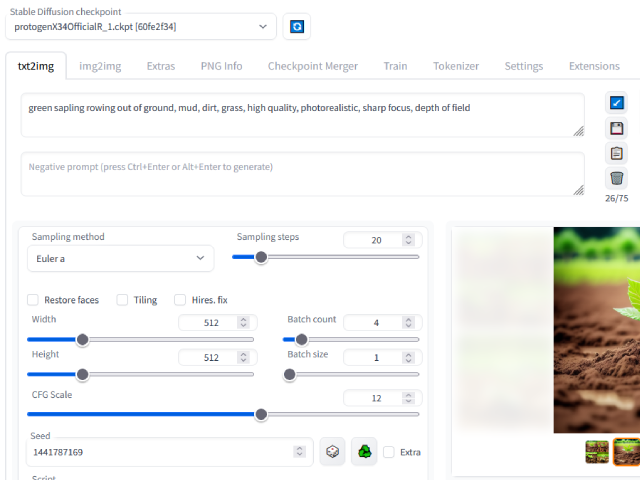 Stable Diffusion checkpoint
protogenX34OfficialR_1.ckpt [60fe2f34]
txt2img img2img Extras PNG Info Checkpoint Merger Train Tokenizer Settings Extensions
green sapling rowing out of ground, mud, dirt, grass, high quality, photorealistic, sharp focus, depth of field
Negative prompt (press Ctrl+Enter or Alt+Enter to generate)
26/75
Sampling method
Euler a
Sampling steps
20
Restore faces Tiling Hires. fix
Width
512
Batch count
4
Height
512
Batch size
1
CFG Scale
12
Seed
1441787169
Extra
Script